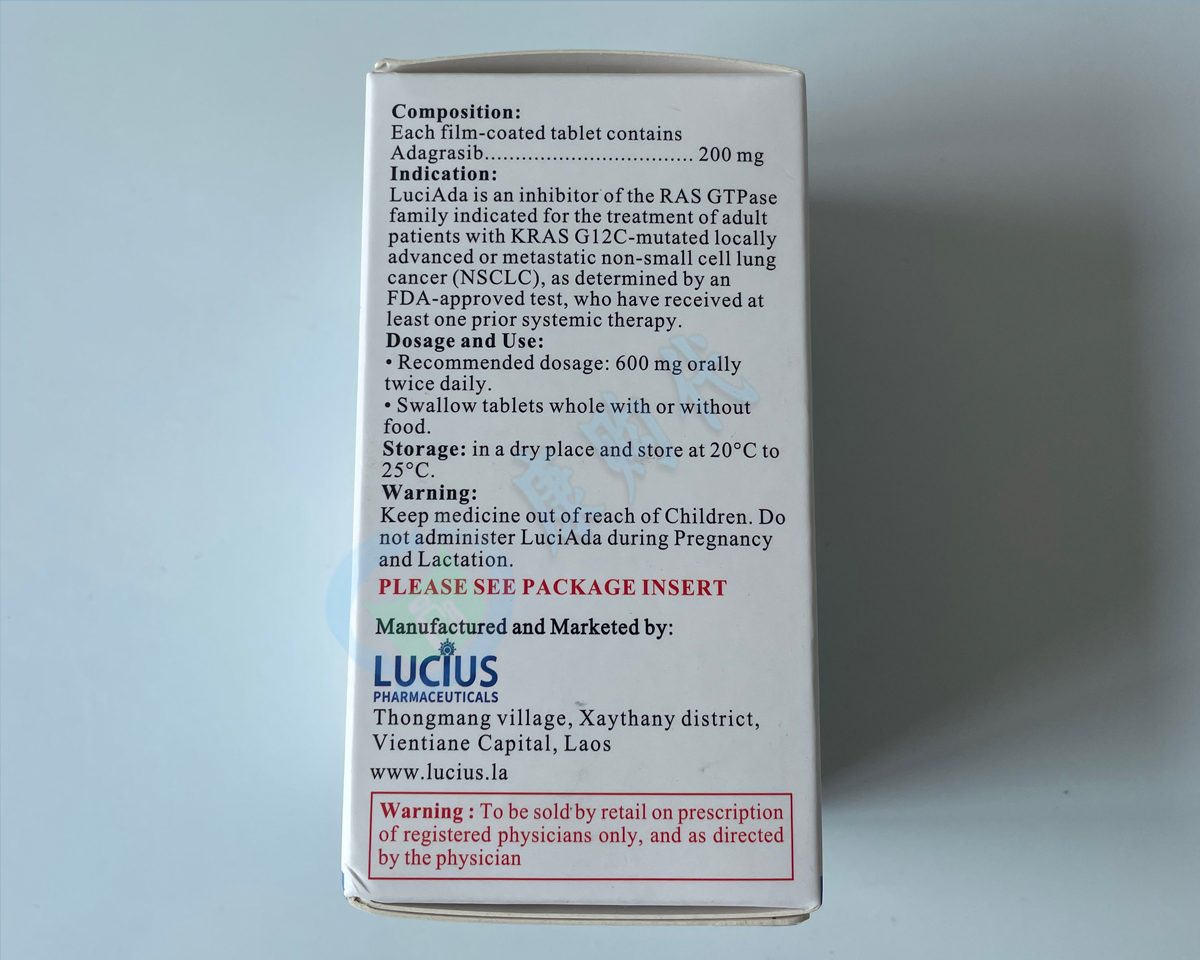 Composition:
Each film-coated tablet contains
Adagrasib.................................. 200 mg
Indication:
LuciAda is an inhibitor of the RAS GTPase
family indicated for the treatment of adult
patients with KRAS G12C-mutated locally
advanced or metastatic non-small cell lung
cancer (NSCLC), as determined by an
FDA-approved test, who have received at
least one prior systemic therapy.
Dosage and Use:
• Recommended dosage: 600 mg orally
twice daily.
• Swallow tablets whole with or without
food.
Storage: in a dry place and store at 20°C to
25°C.
Warning:
Keep medicine out of reach of Children. Do
not administer LuciAda during Pregnancy
and Lactation.
PLEASE SEE PACKAGE INSERT
Manufactured and Marketed by:
LUCIUS
PHARMACEUTICALS
Thongmang village, Xaythany district,
Vientiane Capital, Laos
www.lucius.la
Warning : To be sold by retail on prescription
of registered physicians only, and as directed
by the physician
康购代